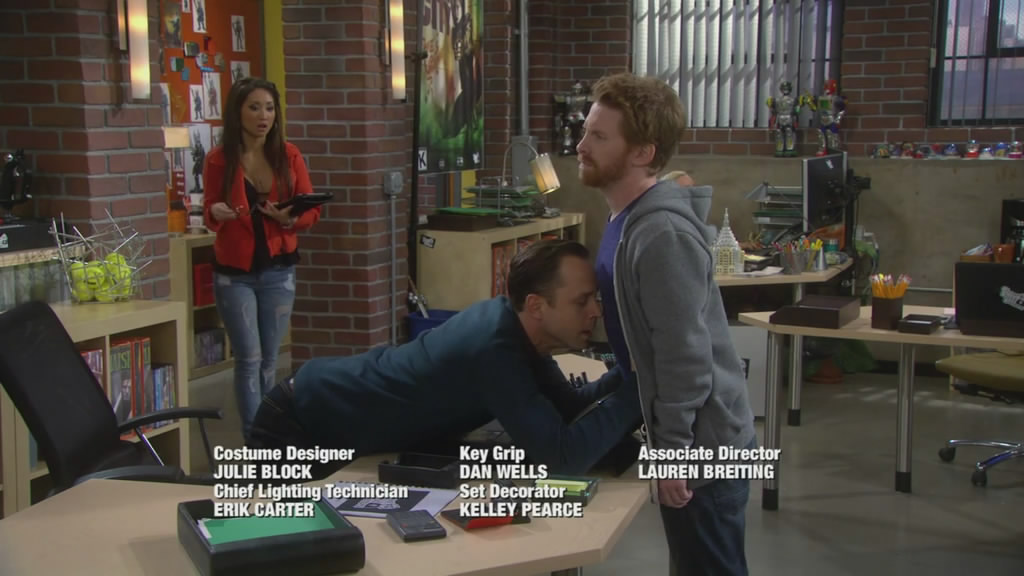 Costume Designer
JULIE BLOCK
Chief Lighting Technician
ERIK CARTER
Key Grip
DAN WELLS
Set Decorator
KELLEY PEARCE
Associate Director
LAUREN BREITING